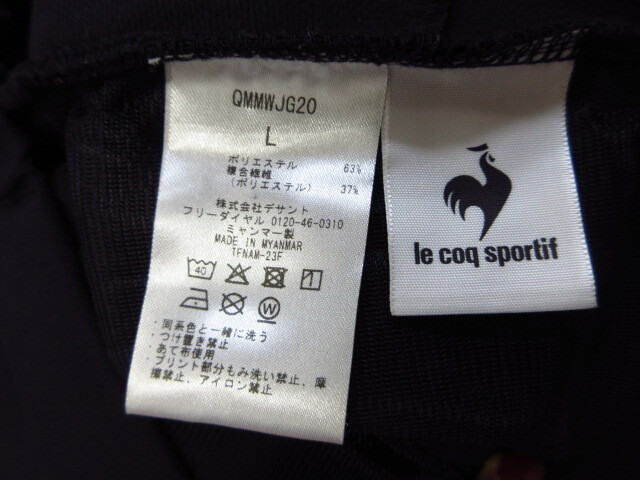 QMMWJG20
L
ポリエステル 63%
複合繊維
(ポリエステル) 37%
株式会社デサント
フリーダイヤル 0120-46-0310
ミャンマー製
MADE IN MYANMAR
TFNAM-23F
40
W
・同系色と一緒に洗う
・つけ置き禁止
・あて布使用
・プリント部分もみ洗い禁止、摩
擦禁止、アイロン禁止
le coq sportif